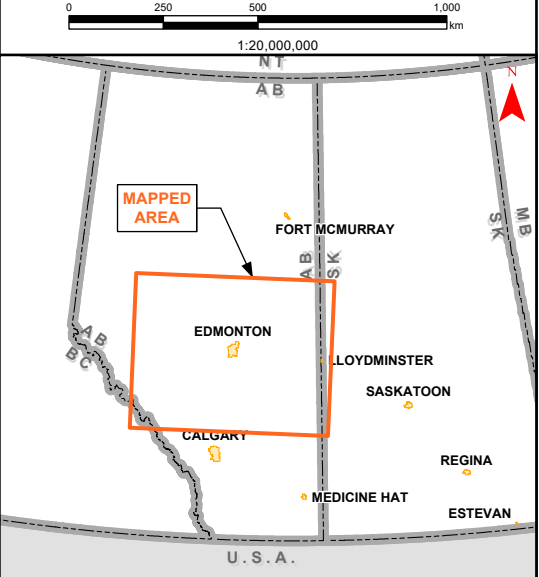 0 250 500 1,000
km
1:20,000,000
NT
AB
N
MAPPED
AREA
FORT MCMURRAY
AB
SK
SK
MB
EDMONTON
AB
BC
LLOYDMINSTER
SASKATOON
CALGARY
REGINA
MEDICINE HAT
ESTEVAN
U.S.A.